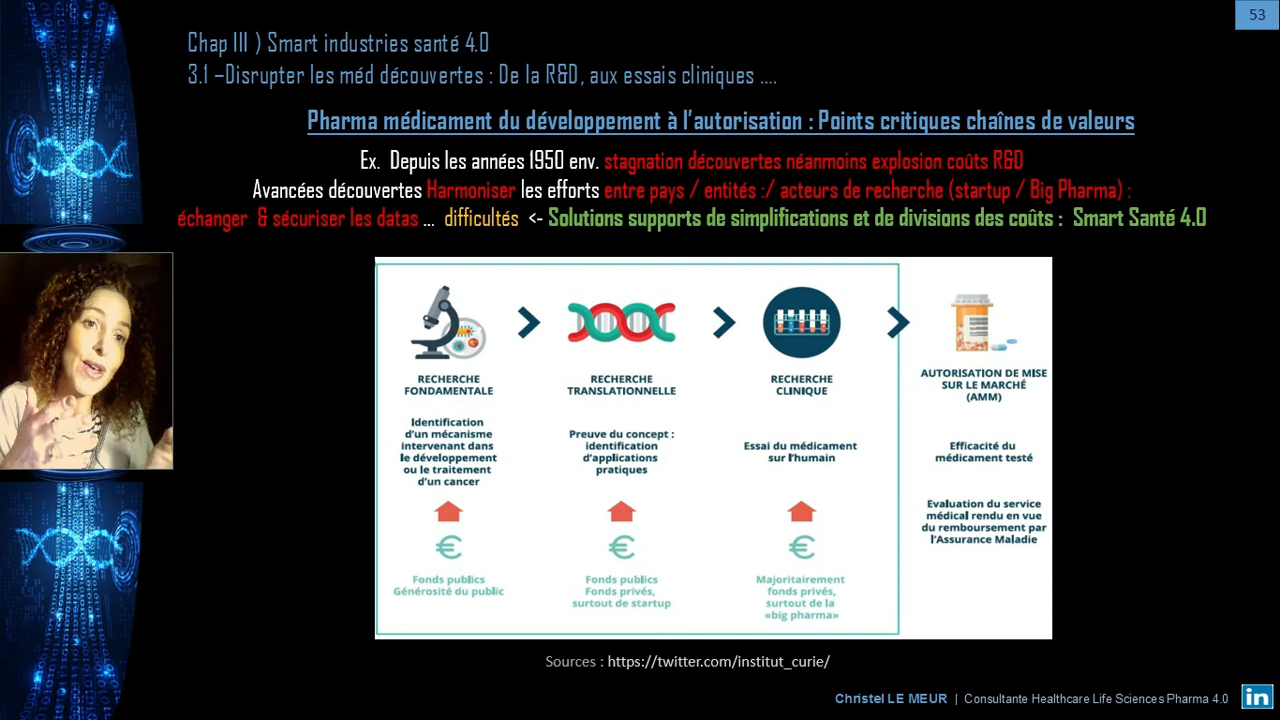 53
Chap III ) Smart industries santé 4.0
3.1 –Disrupter les méd découvertes : De la R&D, aux essais cliniques ....
Pharma médicament du développement à l'autorisation : Points critiques chaînes de valeurs
Ex. Depuis les années 1950 env. stagnation découvertes néanmoins explosion coûts R&D
Avancées découvertes Harmoniser les efforts entre pays / entités :/ acteurs de recherche (startup / Big Pharma) :
échanger & sécuriser les datas ... difficultés <- Solutions supports de simplifications et de divisions des coûts : Smart Santé 4.0
RECHERCHE
FONDAMENTALE
Identification
d'un mécanisme
intervenant dans
le développement
ou le traitement
d'un cancer
€
Fonds publics
Générosité du public
RECHERCHE
TRANSLATIONNELLE
Preuve du concept :
identification
d'applications
pratiques
€
Fonds publics
Fonds privés,
surtout de startup
RECHERCHE
CLINIQUE
Essai du médicament
sur l'humain
€
Majoritairement
fonds privés,
surtout de la
«big pharma»
AUTORISATION DE MISE
SUR LE MARCHÉ
(AMM)
Efficacité du
médicament testé
Evaluation du service
médical rendu en vue
du remboursement par
l'Assurance Maladie
Sources : https://twitter.com/institut_curie/
Christel LE MEUR | Consultante Healthcare Life Sciences Pharma 4.0
in